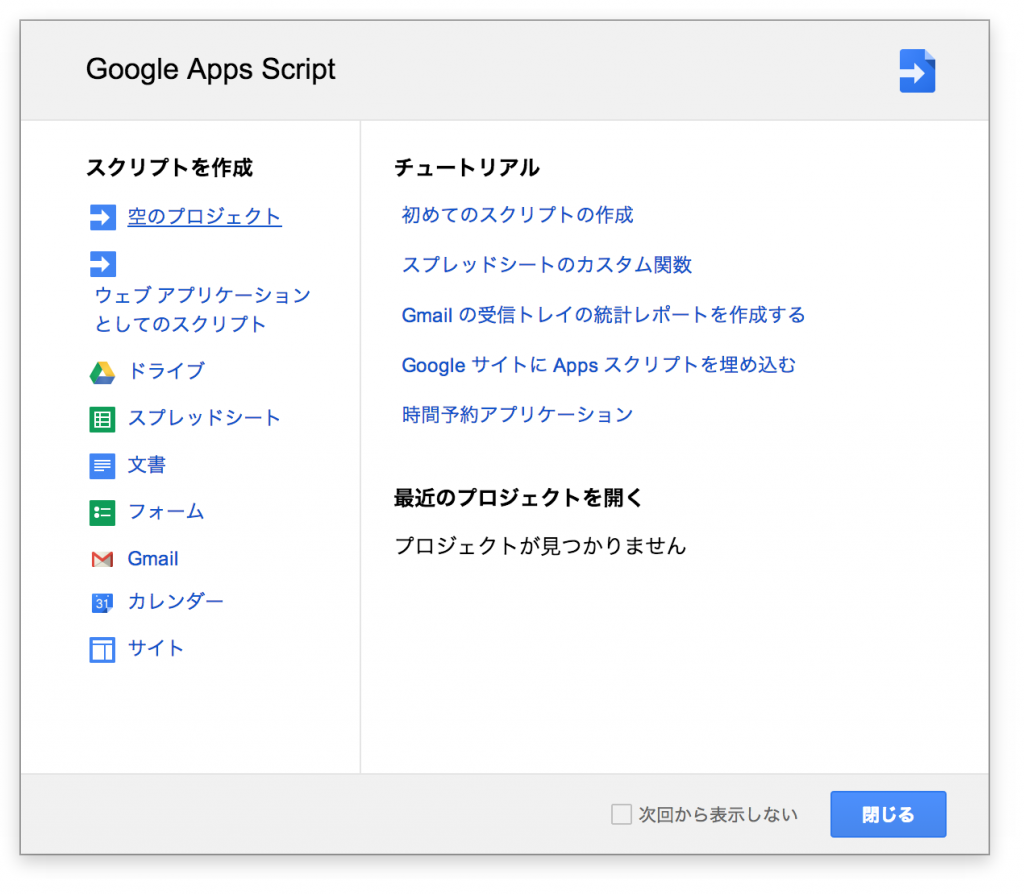 Google Apps Script
スクリプトを作成
空のプロジェクト
ウェブ アプリケーション
としてのスクリプト
ドライブ
スプレッドシート
文書
フォーム
Gmail
31
カレンダー
サイト
チュートリアル
初めてのスクリプトの作成
スプレッドシートのカスタム関数
Gmail の受信トレイの統計レポートを作成する
Google サイトに Apps スクリプトを埋め込む
時間予約アプリケーション
最近のプロジェクトを開く
プロジェクトが見つかりません
次回から表示しない
閉じる